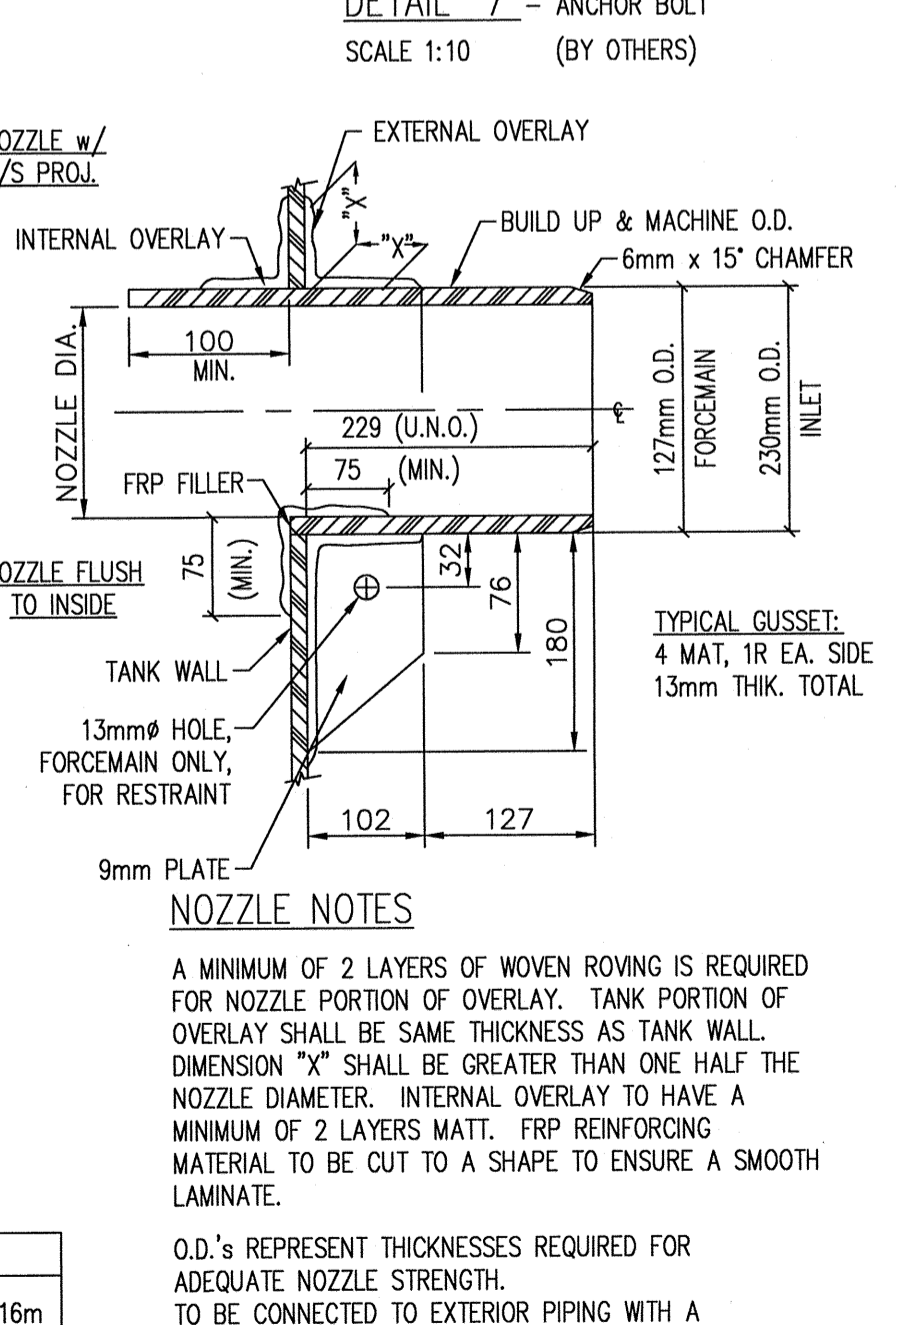 DETAIL 7 - ANCHOR BOLT
SCALE 1:10 (BY OTHERS)
OZZLE w/
/S PROJ.
EXTERNAL OVERLAY
"X"
"X"
INTERNAL OVERLAY
BUILD UP & MACHINE O.D.
6mm x 15° CHAMFER
100
MIN.
NOZZLE DIA.
℄
229 (U.N.O.)
75 (MIN.)
127mm O.D.
FORCEMAIN
230mm O.D.
INLET
FRP FILLER
75
(MIN.)
OZZLE FLUSH
TO INSIDE
32
76
180
TYPICAL GUSSET:
4 MAT, 1R EA. SIDE
13mm THIK. TOTAL
TANK WALL
13mmø HOLE,
FORCEMAIN ONLY,
FOR RESTRAINT
102
127
9mm PLATE
NOZZLE NOTES
A MINIMUM OF 2 LAYERS OF WOVEN ROVING IS REQUIRED
FOR NOZZLE PORTION OF OVERLAY. TANK PORTION OF
OVERLAY SHALL BE SAME THICKNESS AS TANK WALL.
DIMENSION "X" SHALL BE GREATER THAN ONE HALF THE
NOZZLE DIAMETER. INTERNAL OVERLAY TO HAVE A
MINIMUM OF 2 LAYERS MATT. FRP REINFORCING
MATERIAL TO BE CUT TO A SHAPE TO ENSURE A SMOOTH
LAMINATE.
O.D.'s REPRESENT THICKNESSES REQUIRED FOR
ADEQUATE NOZZLE STRENGTH.
TO BE CONNECTED TO EXTERIOR PIPING WITH A
16m